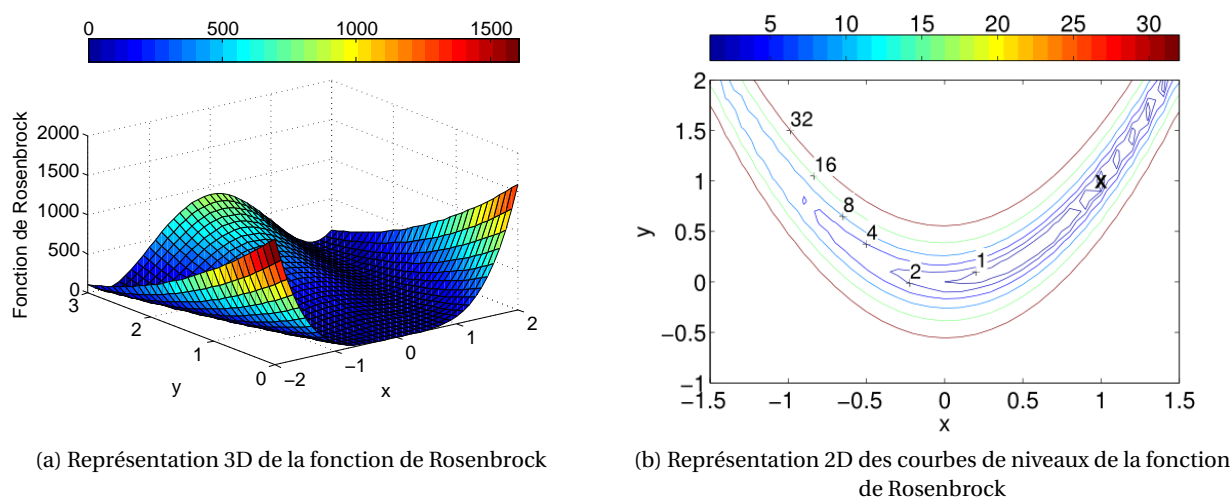 0 500 1000 1500
Fonction de Rosenbrock
2000
1500
1000
500
0
3
2
1
0
y
−2
−1
0
1
2
x
(a) Représentation 3D de la fonction de Rosenbrock
5 10 15 20 25 30
y
2
1.5
1
0.5
0
−0.5
−1
32
16
8
4
2
1
x
−1.5 −1 −0.5 0 0.5 1 1.5
x
(b) Représentation 2D des courbes de niveaux de la fonction
de Rosenbrock